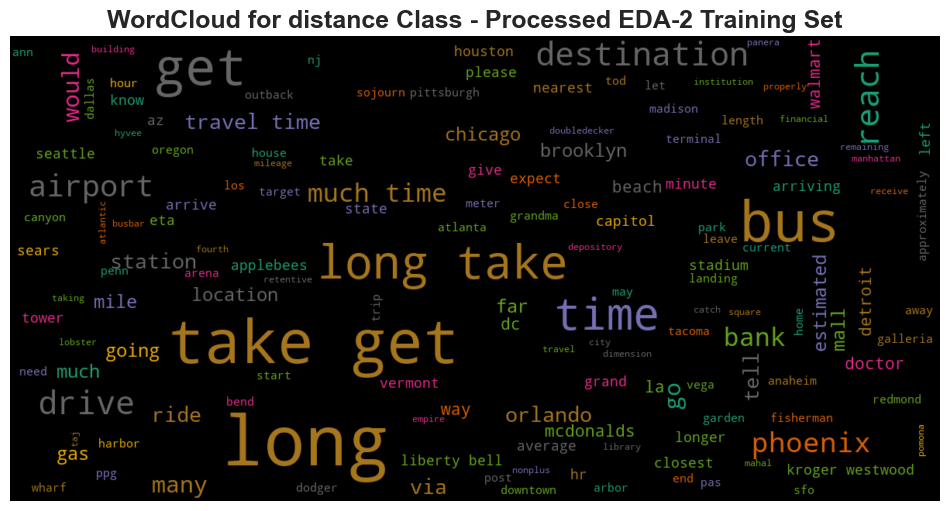 WordCloud for distance Class - Processed EDA-2 Training Set
ann
building
get
nj
houston
destination
panera
walmart
reach
would
dallas
hour
know
outback
sojourn
pittsburgh
please
nearest
tod
let
institution
properly
az
travel time
chicago
doubledecker
madison
length
financial
left
hyvee
terminal
remaining
seattle
oregon
house
mileage
take
brooklyn
office
manhattan
airport
los
target
give
expect
beach
minute
arriving
receive
approximately
canyon
atlantic
eta
arrive
much time
state
meter
grandma
close
capitol
bus
busbar
atlanta
park
leave
current
sears
station
fourth
long take
depository
penn
arena
applebees
retentive
stadium
landing
taking
mile
location
trip
far
dc
time
may
catch
square
home
estimated
mall
detroit
away
tower
city
tacoma
bank
galleria
lobster
going
take get
travel
dimension
need
much
start
vermont
grand
la
go
vega
tell
anaheim
doctor
redmond
drive
ride
bend
long
empire
way
orlando
garden
fisherman
taj
harbor
gas
mcdonalds
average
library
longer
phoenix
pomona
ppg
liberty bell
nonplus
post
hr
closest
end
mahal
kroger westwood
wharf
many
dodger
via
downtown
arbor
pas
sfo